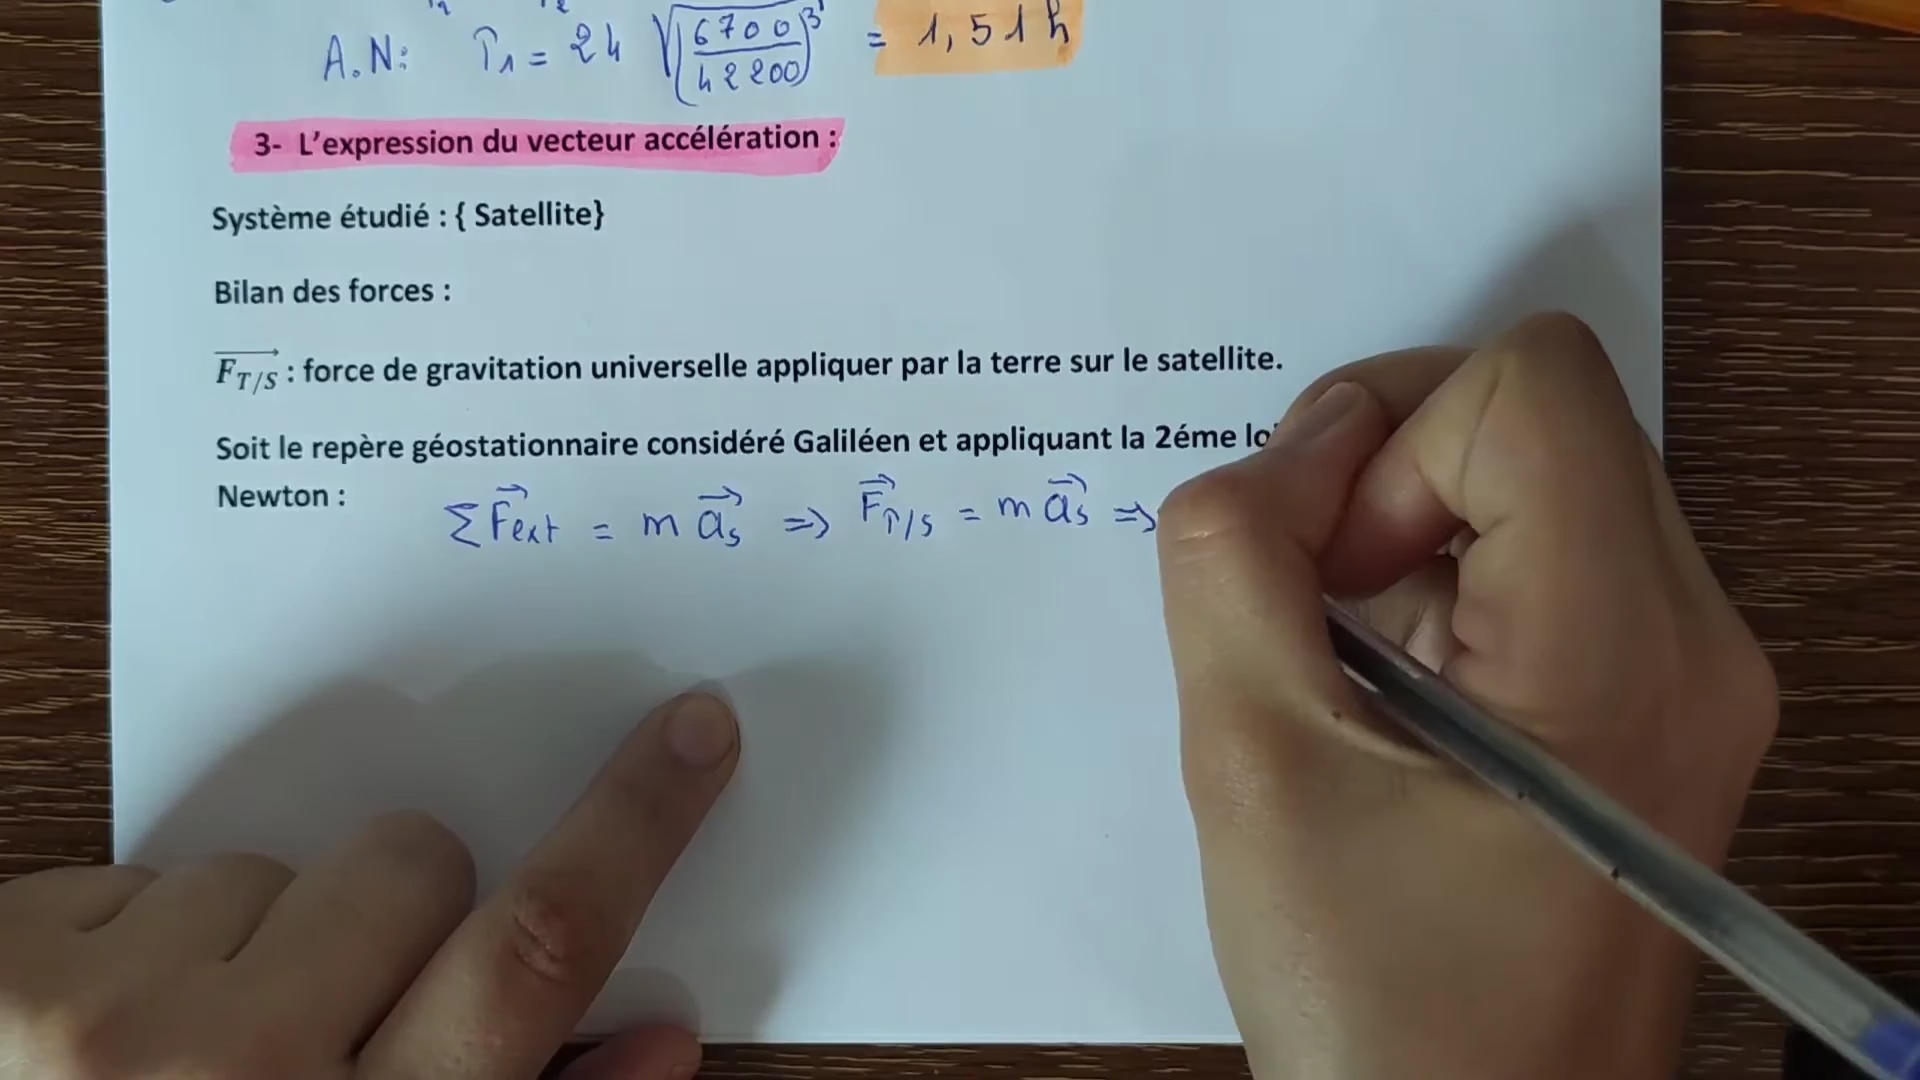 A.N: T₁ = 24 √(6700/42200)³ = 1,51 h
3- L’expression du vecteur accélération :
Système étudié : { Satellite}
Bilan des forces :
F⃗T/S : force de gravitation universelle appliquer par la terre sur le satellite.
Soit le repère géostationnaire considéré Galiléen et appliquant la 2éme
Newton : ΣF⃗ext = m a⃗s => F⃗T/S = m a⃗s =>